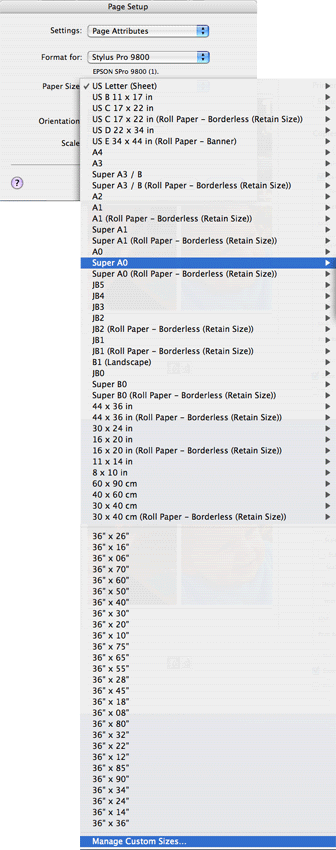 Page Setup
Settings: Page Attributes
Format for: Stylus Pro 9800
EPSON SPro 9800 (1).
Paper Size
✓ US Letter (Sheet)
US B 11 x 17 in
US C 17 x 22 in
Orientation
US C 17 x 22 in (Roll Paper - Borderless (Retain Size))
US D 22 x 34 in
Scale
US E 34 x 44 in (Roll Paper - Banner)
A4
A3
Super A3 / B
?
Super A3 / B (Roll Paper - Borderless (Retain Size))
A2
A1
A1 (Roll Paper - Borderless (Retain Size))
Super A1
Super A1 (Roll Paper - Borderless (Retain Size))
A0
Super A0
Super A0 (Roll Paper - Borderless (Retain Size))
JB5
JB4
JB3
JB2
JB2 (Roll Paper - Borderless (Retain Size))
JB1
JB1 (Roll Paper - Borderless (Retain Size))
B1 (Landscape)
JB0
Super B0
Super B0 (Roll Paper - Borderless (Retain Size))
44 x 36 in
44 x 36 in (Roll Paper - Borderless (Retain Size))
30 x 24 in
16 x 20 in
16 x 20 in (Roll Paper - Borderless (Retain Size))
11 x 14 in
8 x 10 in
60 x 90 cm
40 x 60 cm
30 x 40 cm
30 x 40 cm (Roll Paper - Borderless (Retain Size))
36" x 26"
36" x 16"
36" x 06"
36" x 70"
36" x 60"
36" x 50"
36" x 40"
36" x 30"
36" x 20"
36" x 10"
36" x 75"
36" x 65"
36" x 55"
36" x 28"
36" x 45"
36" x 18"
36" x 08"
36" x 80"
36" x 32"
36" x 22"
36" x 12"
36" x 85"
36" x 90"
36" x 34"
36" x 24"
36" x 14"
36" x 36"
Manage Custom Sizes...